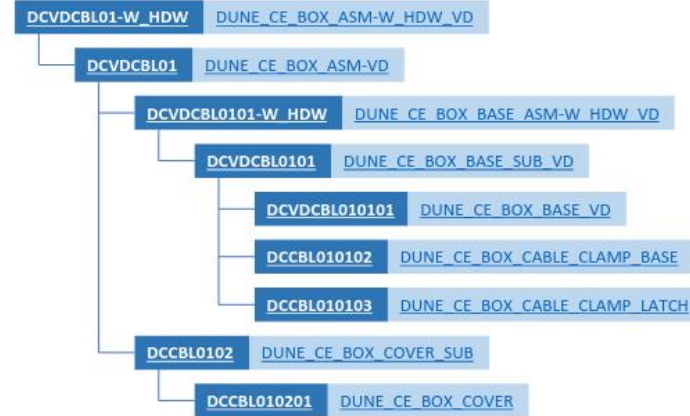 DCVDCBL01-W_HDW DUNE_CE_BOX_ASM-W_HDW_VD
DCVDCBL01 DUNE_CE_BOX_ASM-VD
DCVDCBL0101-W_HDW DUNE_CE_BOX_BASE_ASM-W_HDW_VD
DCVDCBL0101 DUNE_CE_BOX_BASE_SUB_VD
DCVDCBL010101 DUNE_CE_BOX_BASE_VD
DCCBL010102 DUNE_CE_BOX_CABLE_CLAMP_BASE
DCCBL010103 DUNE_CE_BOX_CABLE_CLAMP_LATCH
DCCBL0102 DUNE_CE_BOX_COVER_SUB
DCCBL010201 DUNE_CE_BOX_COVER